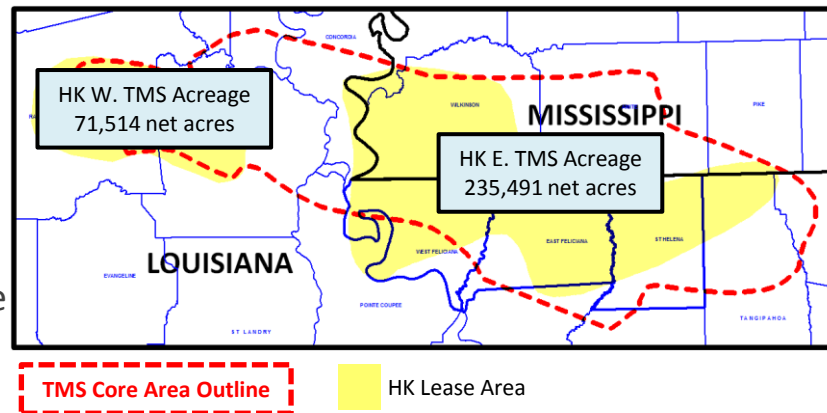 CONCORDIA
HK W. TMS Acreage
71,514 net acres
WILKINSON
MISSISSIPPI
PIKE
HK E. TMS Acreage
235,491 net acres
WEST FELICIANA
EAST FELICIANA
ST HELENA
LOUISIANA
EVANGELINE
POINTE COUPEE
ST LANDRY
TANGIPAHOA
TMS Core Area Outline
HK Lease Area